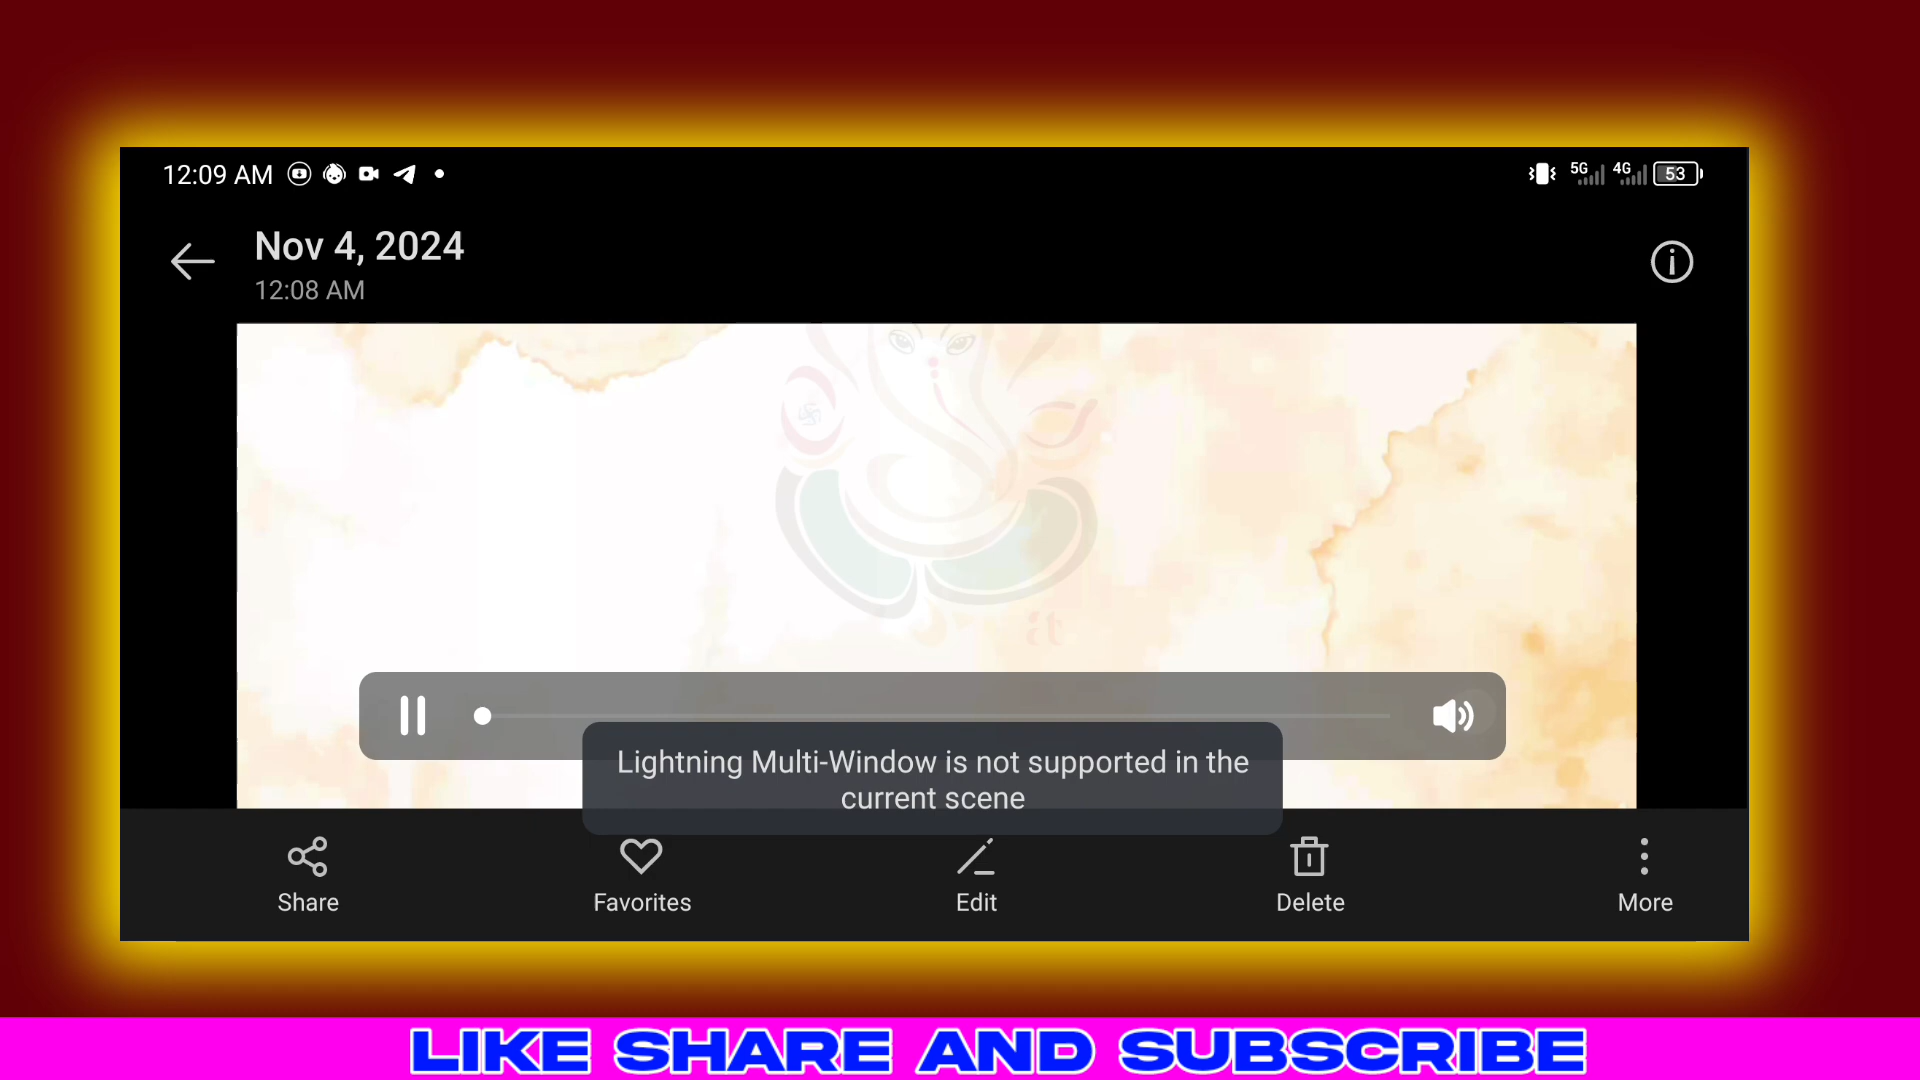 12:09 AM
5G 4G 53
Nov 4, 2024
12:08 AM
Lightning Multi-Window is not supported in the
current scene
Share Favorites Edit Delete More
LIKE SHARE AND SUBSCRIBE